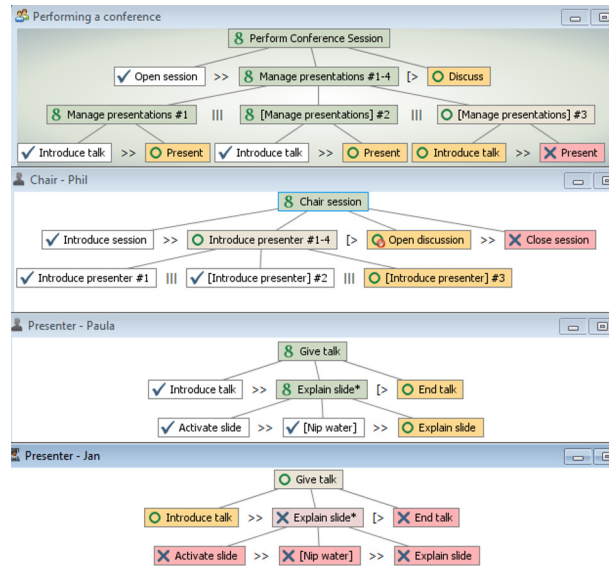 Performing a conference
Perform Conference Session
Open session >> Manage presentations #1-4 [> Discuss
Manage presentations #1 ||| [Manage presentations] #2 ||| [Manage presentations] #3
Introduce talk >> Present Introduce talk >> Present Introduce talk >> Present
Chair - Phil
Chair session
Introduce session >> Introduce presenter #1-4 [> Open discussion >> Close session
Introduce presenter #1 ||| [Introduce presenter] #2 ||| [Introduce presenter] #3
Presenter - Paula
Give talk
Introduce talk >> Explain slide* [> End talk
Activate slide >> [Nip water] >> Explain slide
Presenter - Jan
Give talk
Introduce talk >> Explain slide* [> End talk
Activate slide >> [Nip water] >> Explain slide